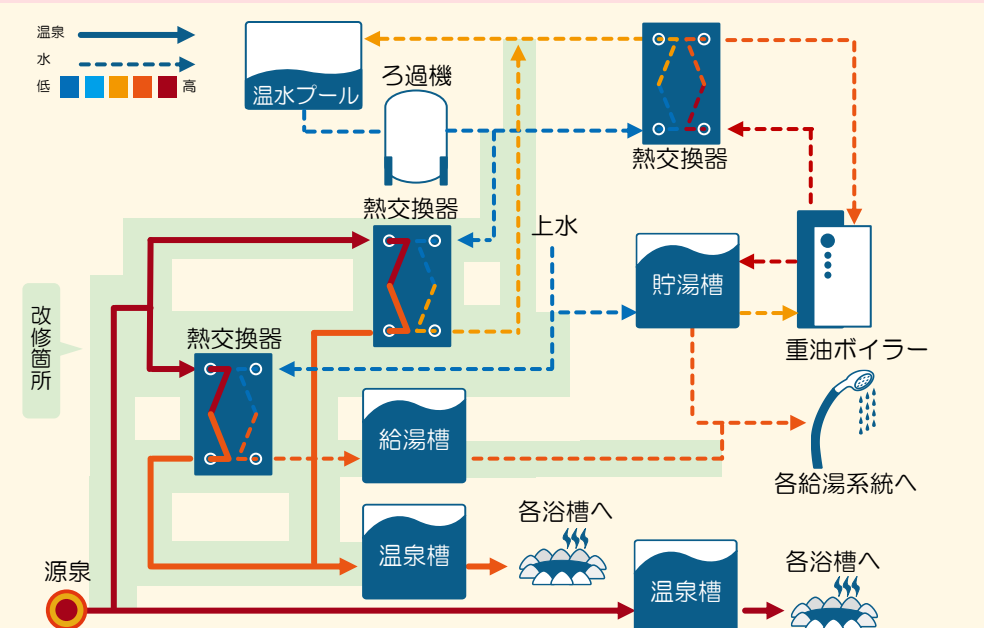 温泉
水
低
高
温水プール
ろ過機
熱交換器
熱交換器
上水
貯湯槽
改修箇所
熱交換器
重油ボイラー
給湯槽
各給湯系統へ
各浴槽へ
温泉槽
源泉
各浴槽へ
温泉槽